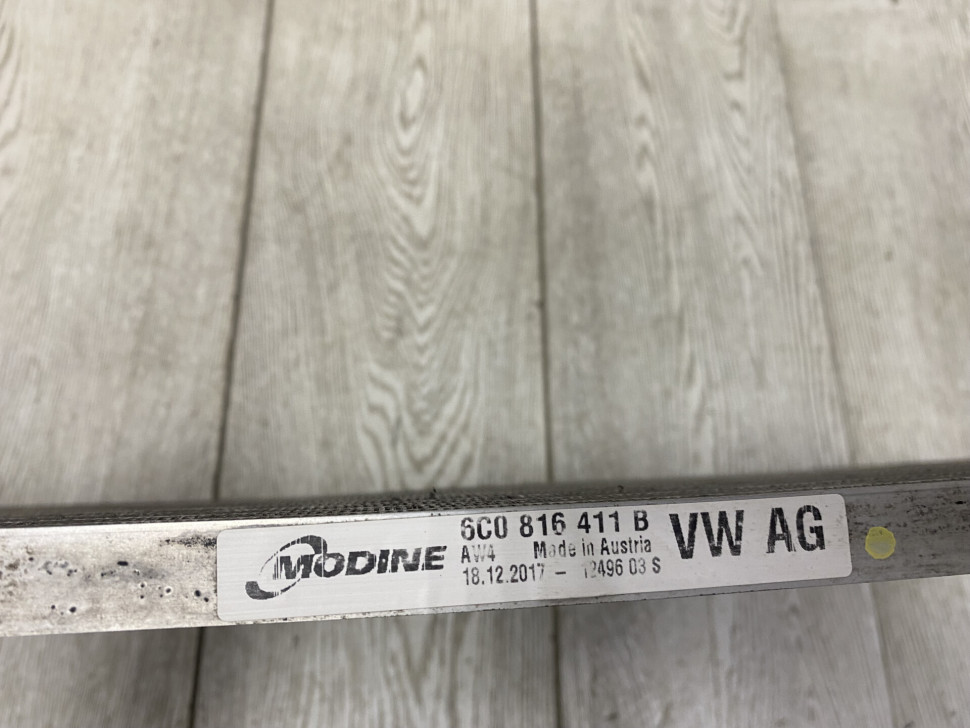 MODINE
6C0 816 411 B
AW4 Made in Austria
18.12.2017 - 12496 03 S
VW AG